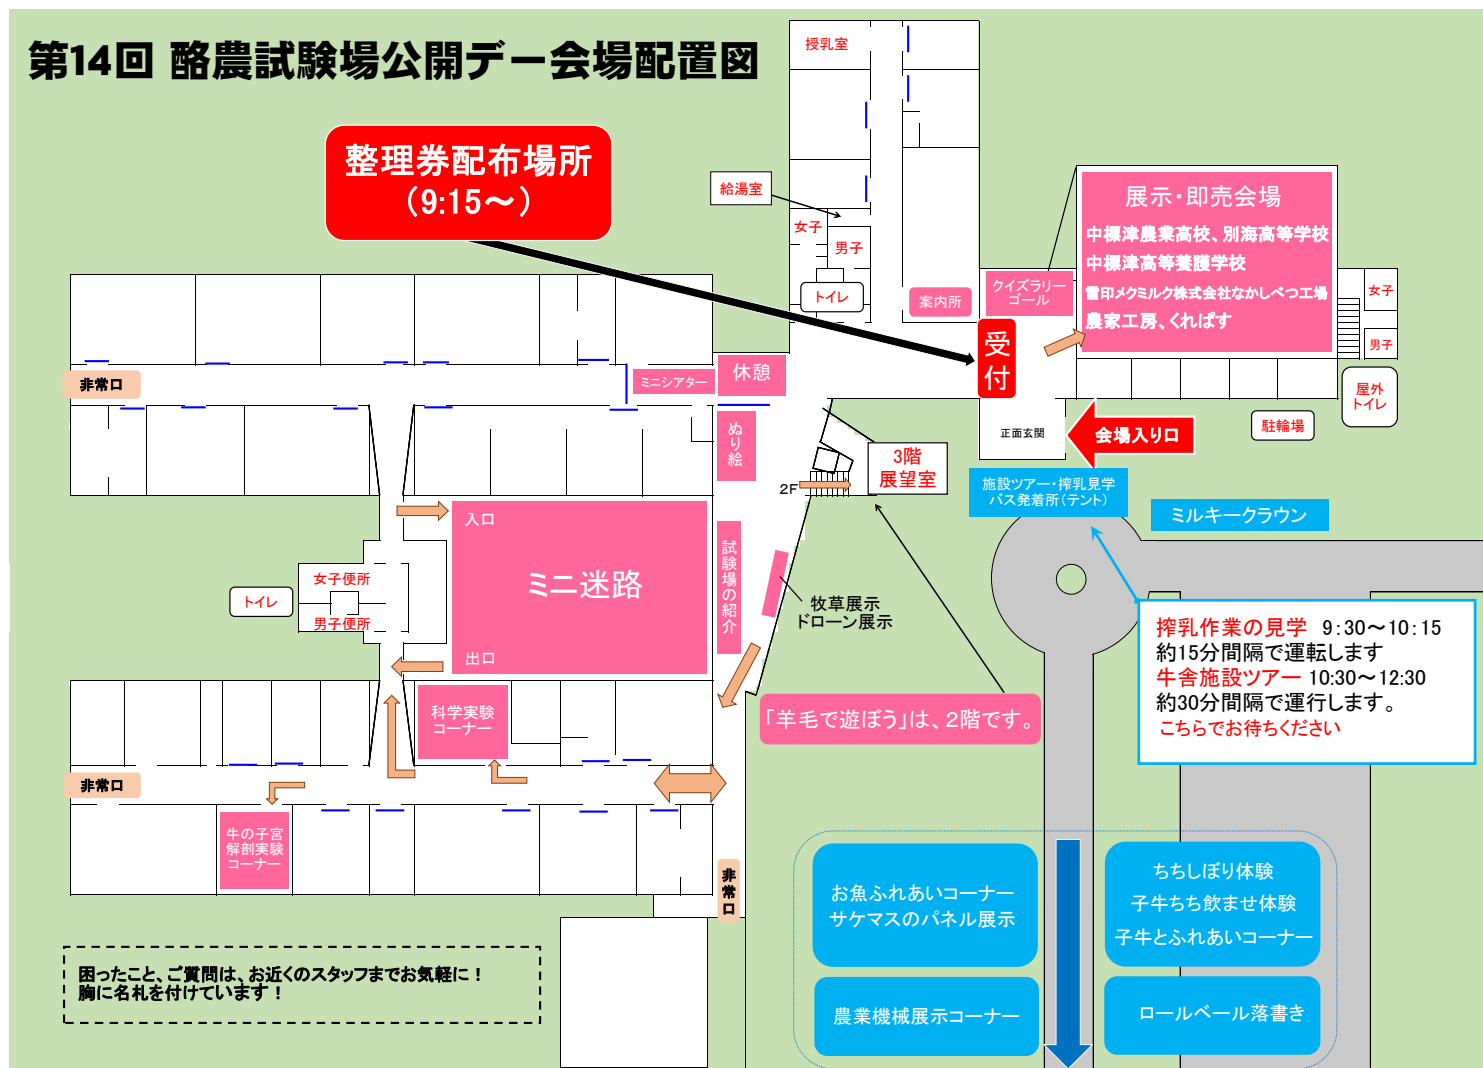 第14回 酪農試験場公開デー会場配置図
授乳室
整理券配布場所
（9:15～）
給湯室
女子
男子
トイレ
案内所
クイズラリー
ゴール
展示・即売会場
中標津農業高校、別海高等学校
中標津高等養護学校
雪印メクミルク株式会社なかしべつ工場
農家工房、くれぱす
女子
男子
受付
非常口
ミニシアター
休憩
ぬり絵
屋外
トイレ
駐輪場
正面玄関
会場入り口
3階
展望室
2F
施設ツアー・搾乳見学
バス発着所（テント）
ミルキークラウン
入口
ミニ迷路
出口
女子便所
男子便所
トイレ
試験場の紹介
牧草展示
ドローン展示
搾乳作業の見学 9:30～10:15
約15分間隔で運転します
牛舎施設ツアー 10:30～12:30
約30分間隔で運行します。
こちらでお待ちください
「羊毛で遊ぼう」は、2階です。
科学実験
コーナー
非常口
牛の子宮
解剖実験
コーナー
非常口
お魚ふれあいコーナー
サケマスのパネル展示
ちちしぼり体験
子牛ちち飲ませ体験
子牛とふれあいコーナー
農業機械展示コーナー
ロールベール落書き
困ったこと、ご質問は、お近くのスタッフまでお気軽に！
胸に名札を付けています！